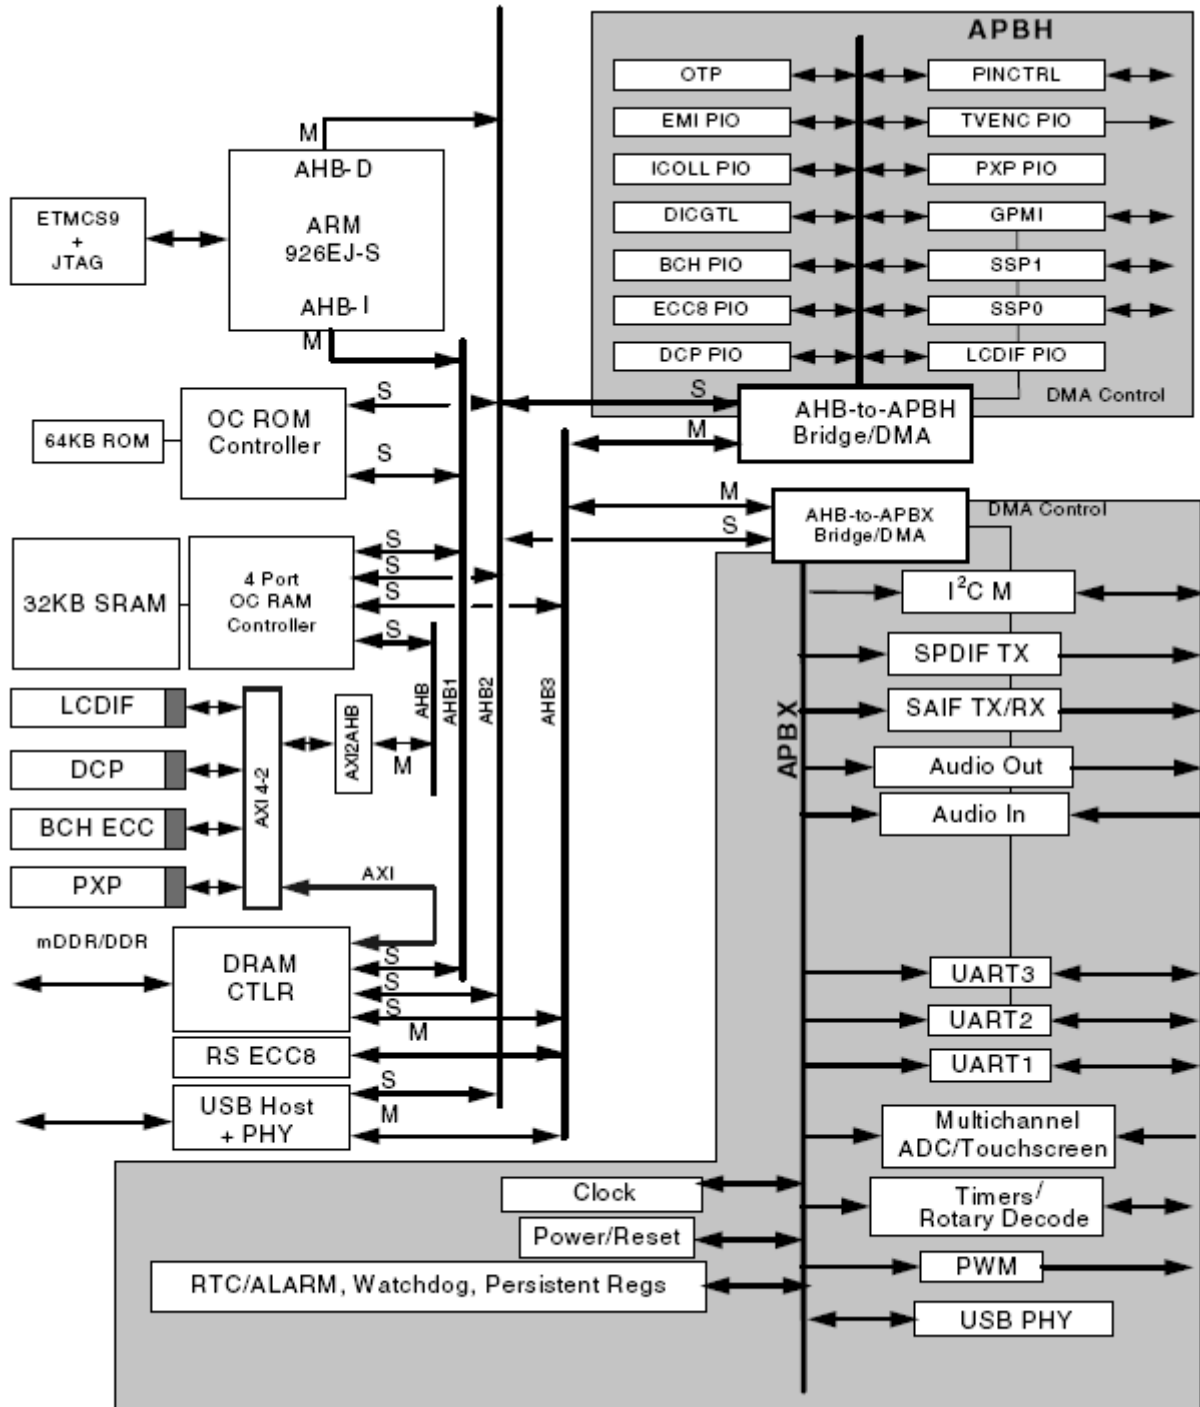 APBH
OTP
PINCTRL
EMI PIO
TVENC PIO
ICOLL PIO
PXP PIO
DICGTL
GPMI
BCH PIO
SSP1
ECC8 PIO
SSP0
DCP PIO
LCDIF PIO
DMA Control
S
M
AHB-to-APBH
Bridge/DMA
M
AHB-D
ARM
926EJ-S
AHB-I
M
ETMCS9
+
JTAG
64KB ROM
OC ROM
Controller
S
S
M
S
AHB-to-APBX
Bridge/DMA
DMA Control
32KB SRAM
4 Port
OC RAM
Controller
S
S
S
S
AHB
AHB1
AHB2
AHB3
LCDIF
DCP
BCH ECC
PXP
AXI 4-2
AXI2AHB
M
AXI
mDDR/DDR
DRAM
CTLR
S
S
S
M
RS ECC8
USB Host
+ PHY
S
M
APBX
I²C M
SPDIF TX
SAIF TX/RX
Audio Out
Audio In
UART3
UART2
UART1
Multichannel
ADC/Touchscreen
Timers/
Rotary Decode
PWM
USB PHY
Clock
Power/Reset
RTC/ALARM, Watchdog, Persistent Regs